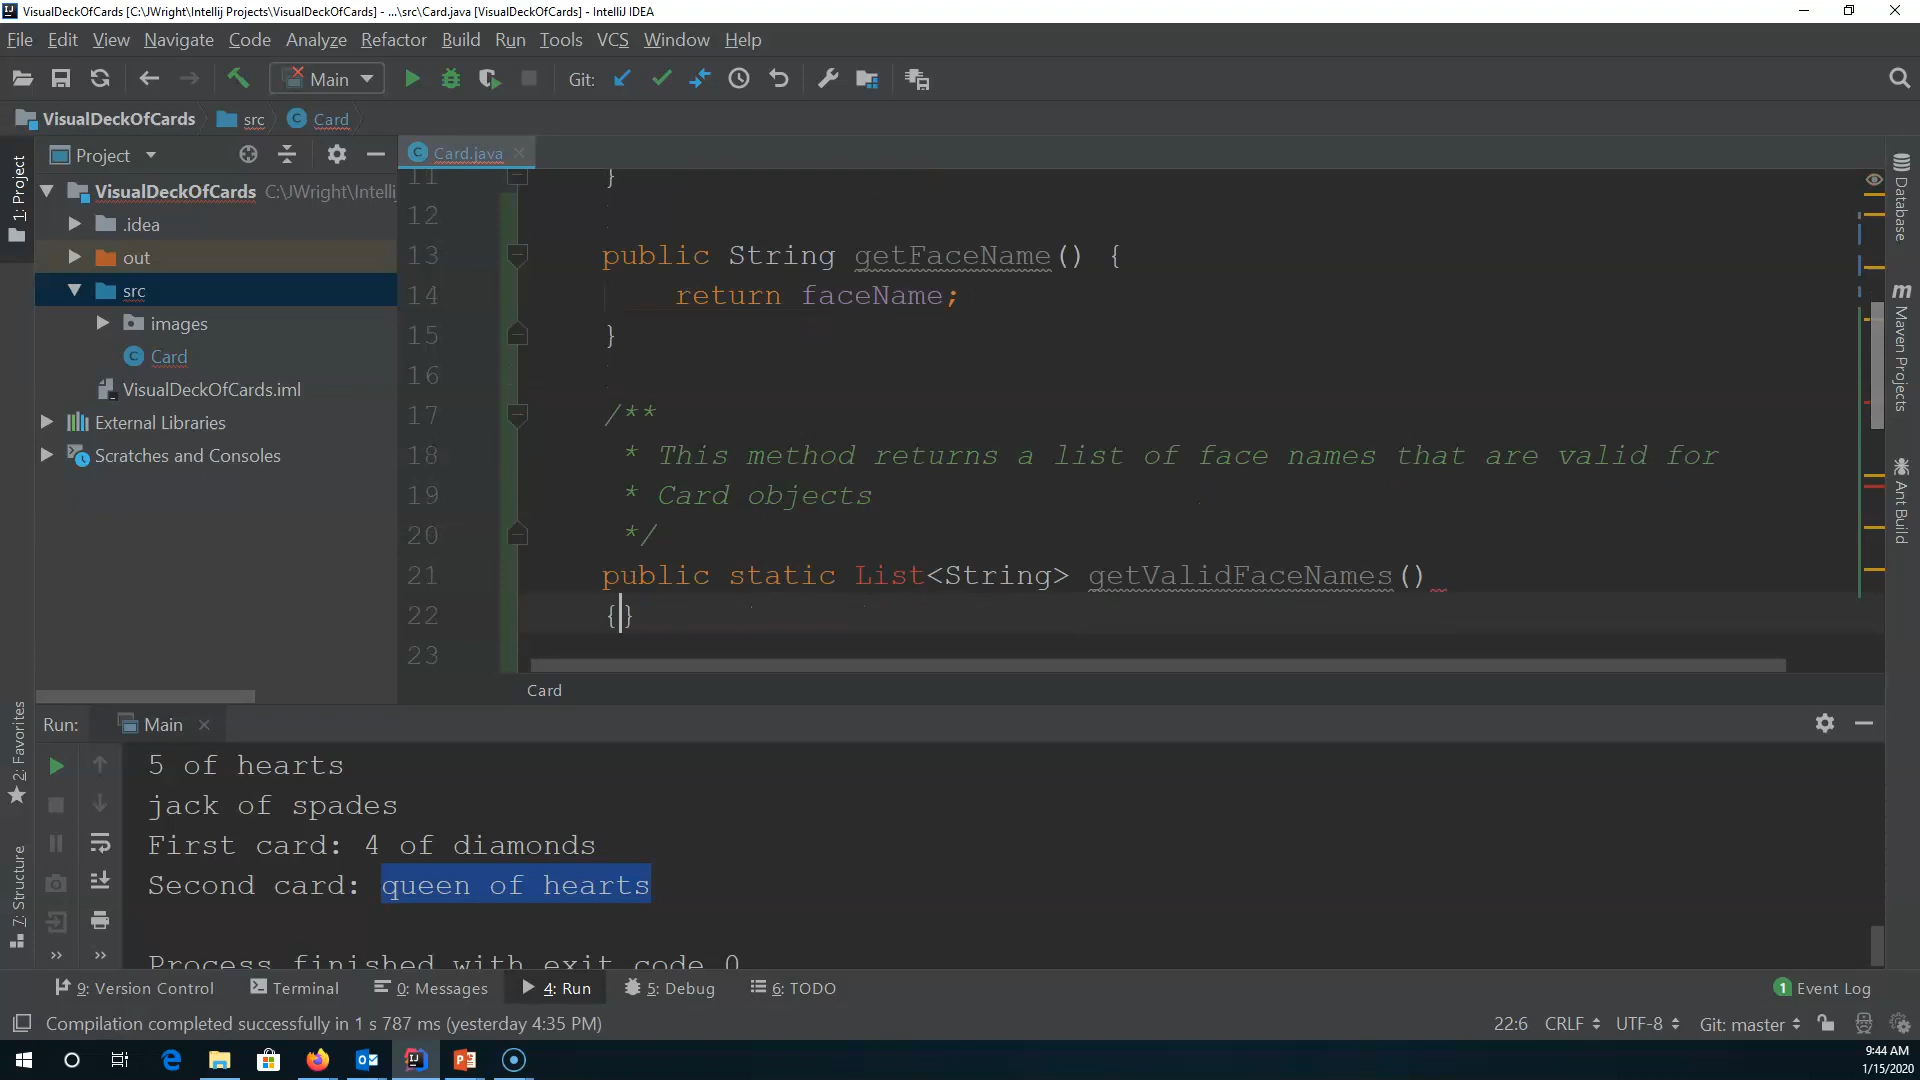 VisualDeckOfCards [C:\JWright\Intellij Projects\VisualDeckOfCards] - ...\src\Card.java [VisualDeckOfCards] - IntelliJ IDEA
File Edit View Navigate Code Analyze Refactor Build Run Tools VCS Window Help
Main Git:
VisualDeckOfCards src Card
1: Project
Project
VisualDeckOfCards C:\JWright\Intellij
.idea
out
src
images
Card
VisualDeckOfCards.iml
External Libraries
Scratches and Consoles
Card.java
11 }
12
13 public String getFaceName() {
14 return faceName;
15 }
16
17 /**
18 * This method returns a list of face names that are valid for
19 * Card objects
20 */
21 public static List<String> getValidFaceNames()
22 {}
23
Card
Database
m Maven Projects
Ant Build
2: Favorites
7: Structure
Run: Main
5 of hearts
jack of spades
First card: 4 of diamonds
Second card: queen of hearts
Process finished with exit code 0
9: Version Control Terminal 0: Messages 4: Run 5: Debug 6: TODO 1 Event Log
Compilation completed successfully in 1 s 787 ms (yesterday 4:35 PM) 22:6 CRLF UTF-8 Git: master
9:44 AM
1/15/2020